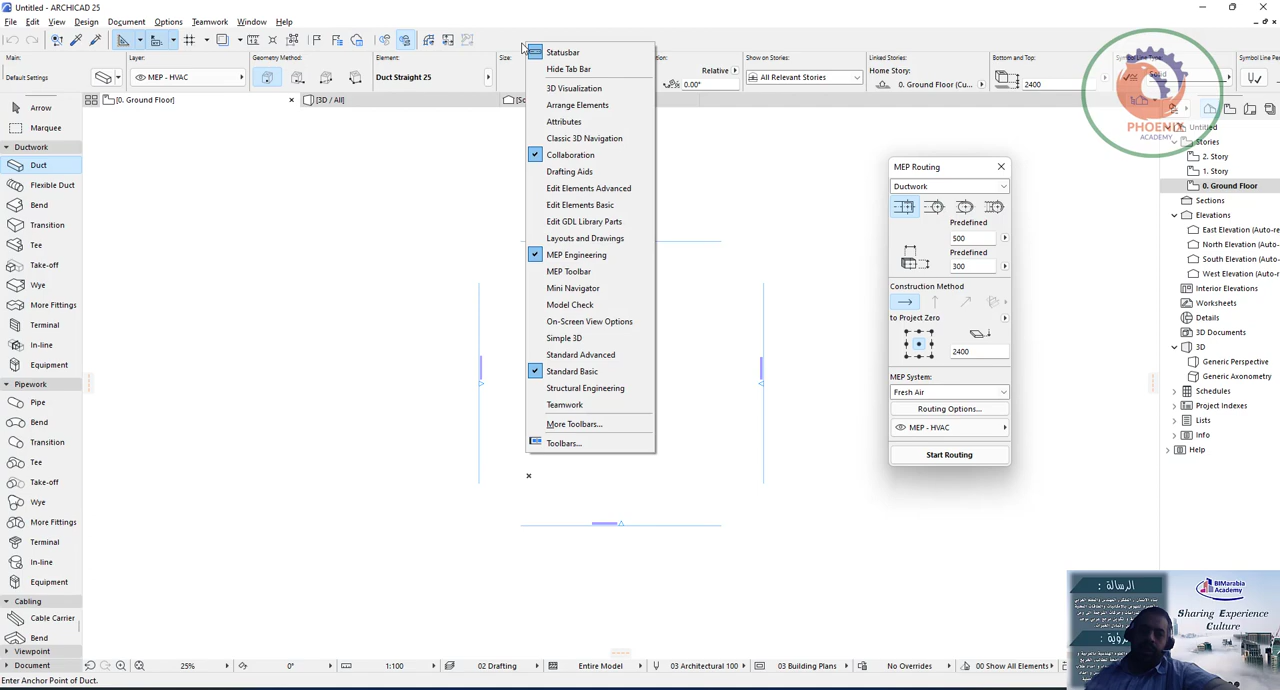 Untitled - ARCHICAD 25
File Edit View Design Document Options Teamwork Window Help
Main:
Default Settings
MEP - HVAC
Geometry Method:
Element:
Duct Straight 25
Size:
Relative
0.00°
Show on Stories:
All Relevant Stories
Linked Stories:
Home Story:
0. Ground Floor (Cu...
Bottom and Top:
2400
Solid
PHOENIX
ACADEMY
[0. Ground Floor]
[3D / All]
Arrow
Marquee
Ductwork
Duct
Flexible Duct
Bend
Transition
Tee
Take-off
Wye
More Fittings
Terminal
In-line
Equipment
Pipework
Pipe
Bend
Transition
Tee
Take-off
Wye
More Fittings
Terminal
In-line
Equipment
Cabling
Cable Carrier
Bend
Viewpoint
Document
Statusbar
Hide Tab Bar
3D Visualization
Arrange Elements
Attributes
Classic 3D Navigation
Collaboration
Drafting Aids
Edit Elements Advanced
Edit Elements Basic
Edit GDL Library Parts
Layouts and Drawings
MEP Engineering
MEP Toolbar
Mini Navigator
Model Check
On-Screen View Options
Simple 3D
Standard Advanced
Standard Basic
Structural Engineering
Teamwork
More Toolbars...
Toolbars...
MEP Routing
Ductwork
Predefined
500
Predefined
300
Construction Method
to Project Zero
2400
MEP System:
Fresh Air
Routing Options...
MEP - HVAC
Start Routing
Untitled
Stories
2. Story
1. Story
0. Ground Floor
Sections
Elevations
East Elevation (Auto-re
North Elevation (Auto-r
South Elevation (Auto-r
West Elevation (Auto-r
Interior Elevations
Worksheets
Details
3D Documents
3D
Generic Perspective
Generic Axonometry
Schedules
Project Indexes
Lists
Info
Help
25%
0°
1:100
02 Drafting
Entire Model
03 Architectural 100
03 Building Plans
No Overrides
00 Show All Elements
Enter Anchor Point of Duct.
الرسالة :
BIMarabia
Academy
Sharing Experience
Culture